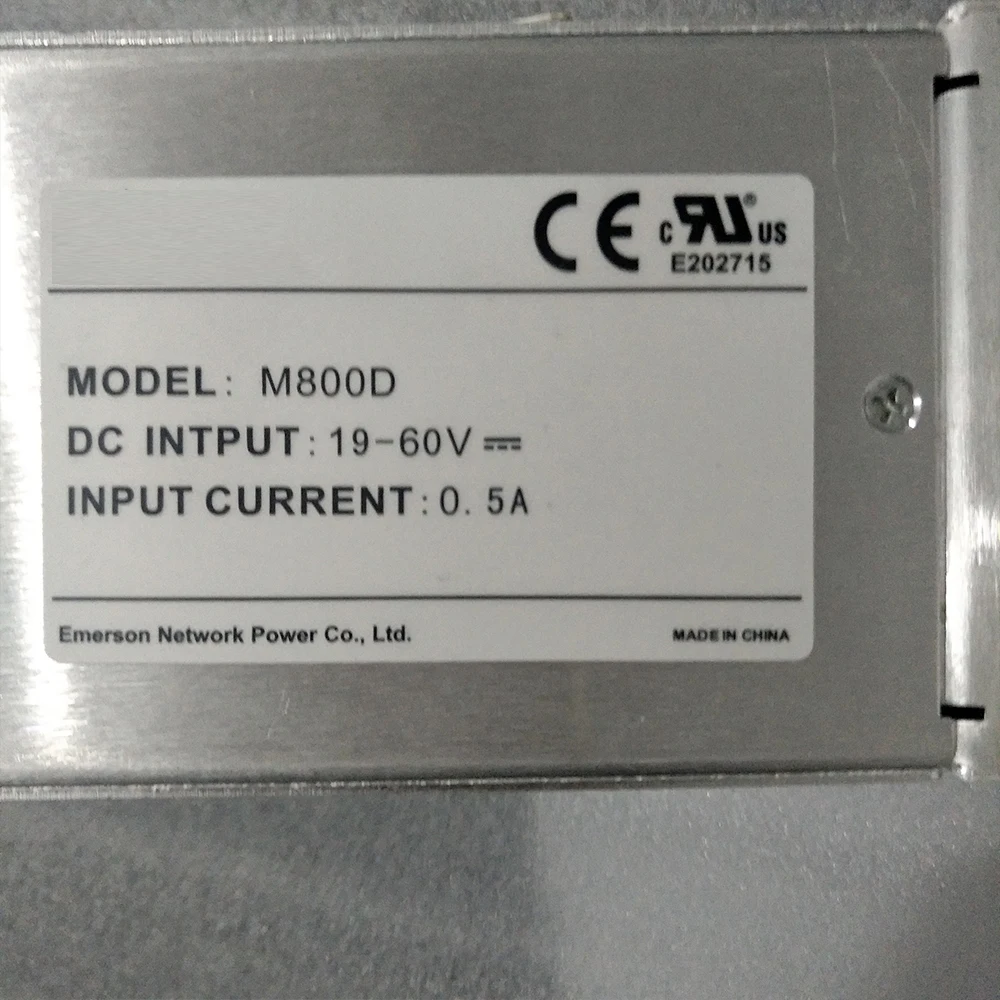 CE c RU® US
E202715
MODEL: M800D
DC INTPUT: 19-60V ⎓
INPUT CURRENT: 0. 5A
Emerson Network Power Co., Ltd. MADE IN CHINA